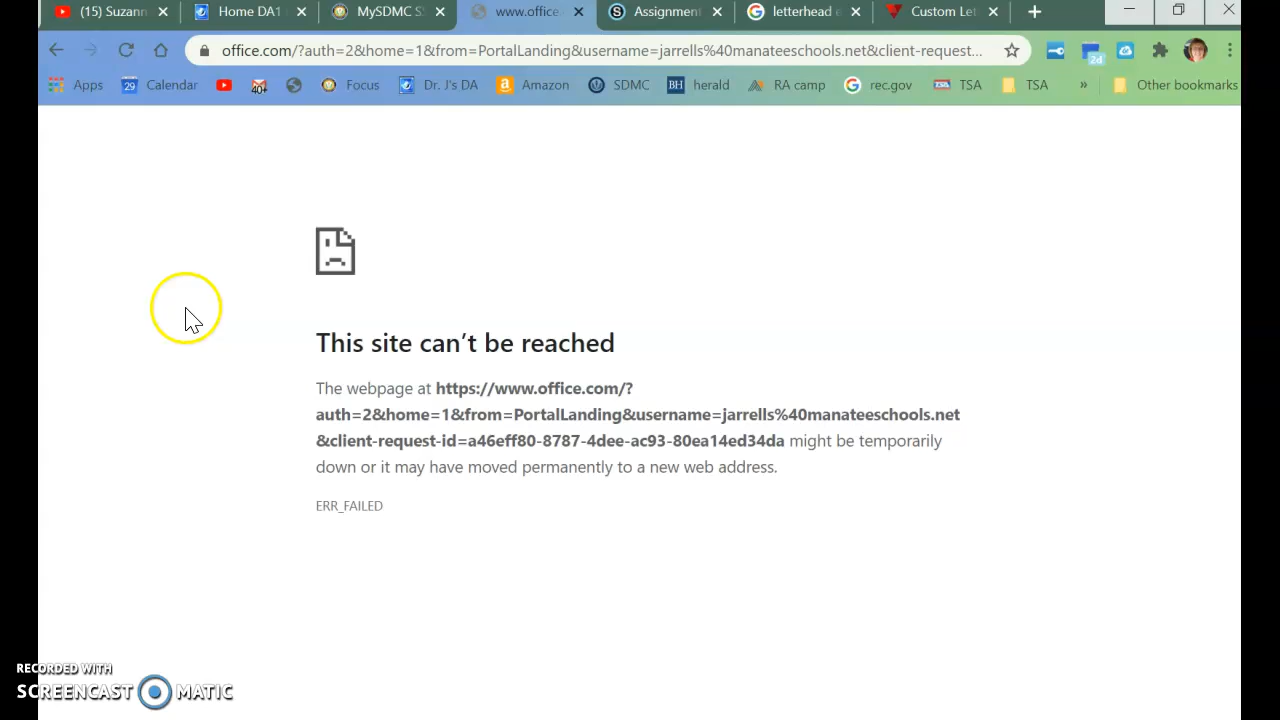 (15) Suzann
Home DA1
MySDMC S
www.office.
Assignment
letterhead e
Custom Let
office.com/?auth=2&home=1&from=PortalLanding&username=jarrells%40manateeschools.net&client-request...
2d
Apps
29 Calendar
40+
Focus
Dr. J's DA
a Amazon
SDMC
BH herald
RA camp
rec.gov
TSA
TSA
»
Other bookmarks
This site can't be reached
The webpage at https://www.office.com/?
auth=2&home=1&from=PortalLanding&username=jarrells%40manateeschools.net
&client-request-id=a46eff80-8787-4dee-ac93-80ea14ed34da might be temporarily
down or it may have moved permanently to a new web address.
ERR_FAILED
RECORDED WITH
SCREENCAST MATIC